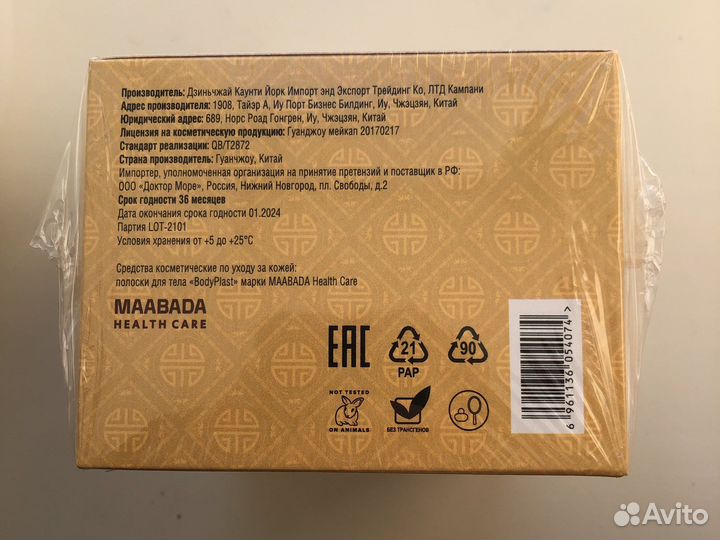 Производитель: Дзиньчжай Каунти Йорк Импорт энд Экспорт Трейдинг Ко, ЛТД Кампани
Адрес производителя: 1908, Тайэр А, Иу Порт Бизнес Билдинг, Иу, Чжэцзян, Китай
Юридический адрес: 689, Норс Роад Гонгрен, Иу, Чжэцзян, Китай
Лицензия на косметическую продукцию: Гуанджоу мейкап 20170217
Стандарт реализации: QB/T2872
Страна производитель: Гуанчжоу, Китай
Импортер, уполномоченная организация на принятие претензий и поставщик в РФ:
ООО «Доктор Море», Россия, Нижний Новгород, пл. Свободы, д.2
Срок годности 36 месяцев
Дата окончания срока годности 01.2024
Партия LOT-2101
Условия хранения от +5 до +25°С
Средства косметические по уходу за кожей:
полоски для тела «BodyPlast» марки MAABADA Health Care
MAABADA
HEALTH CARE
EAC
21
PAP
90
NOT TESTED
ON ANIMALS
БЕЗ ТРАНСГЕНОВ
6 961136 054074 >
Avito